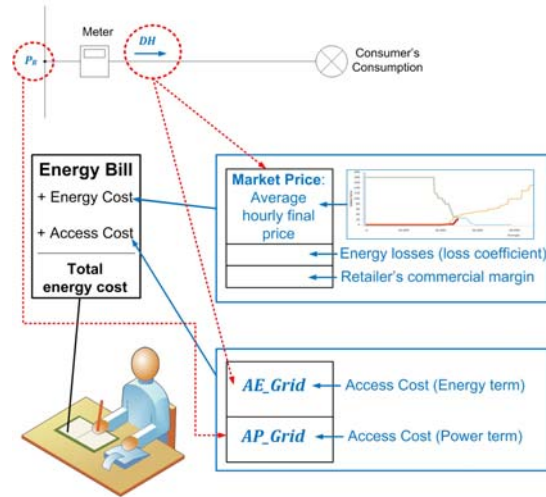 Meter
DH
P_R
Consumer's
Consumption
Energy Bill
+ Energy Cost
+ Access Cost
Total
energy cost
Market Price:
Average
hourly final
price
Energy losses (loss coefficient)
Retailer's commercial margin
AE_Grid
Access Cost (Energy term)
AP_Grid
Access Cost (Power term)